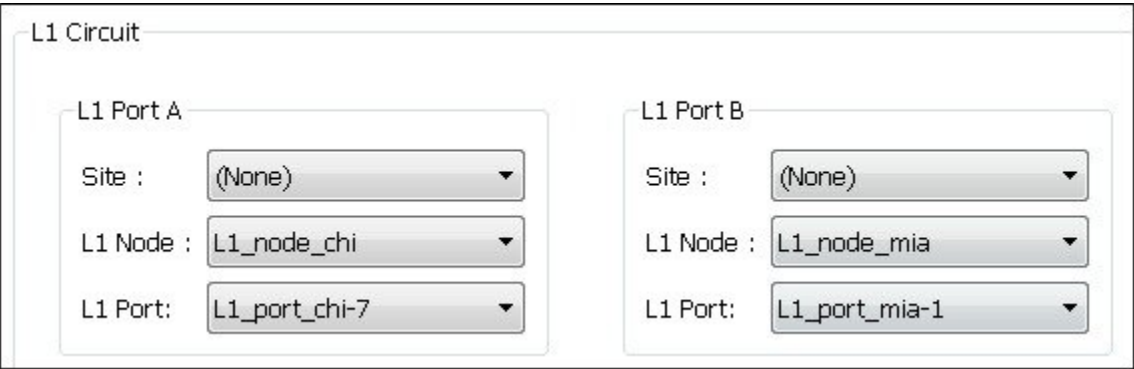 L1 Circuit
L1 Port A
Site :
(None)
L1 Node :
L1_node_chi
L1 Port:
L1_port_chi-7
L1 Port B
Site :
(None)
L1 Node :
L1_node_mia
L1 Port:
L1_port_mia-1